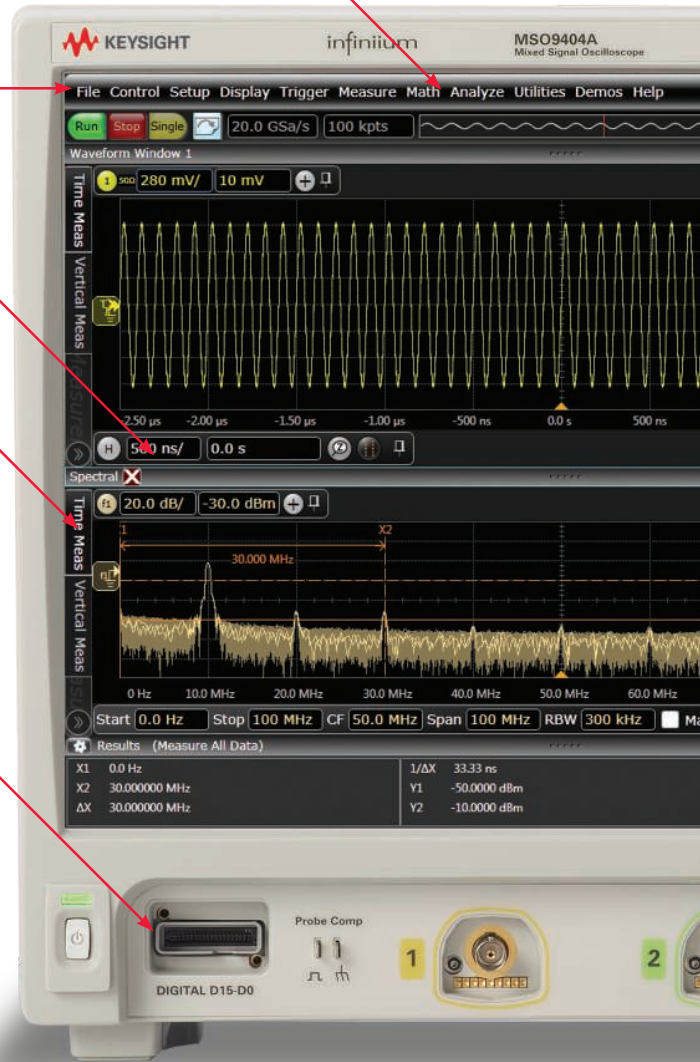 KEYSIGHT infiniium MSO9404A
Mixed Signal Oscilloscope
File Control Setup Display Trigger Measure Math Analyze Utilities Demos Help
Run Stop Single 20.0 GSa/s 100 kpts
Waveform Window 1
Time Meas
Vertical Meas
1 50Ω 280 mV/ 10 mV
-2.50 µs -2.00 µs -1.50 µs -1.00 µs -500 ns 0.0 s 500 ns
H 500 ns/ 0.0 s
Spectral
Time Meas
Vertical Meas
f1 20.0 dB/ -30.0 dBm
1 X2
30.000 MHz
0 Hz 10.0 MHz 20.0 MHz 30.0 MHz 40.0 MHz 50.0 MHz 60.0 MHz
Start 0.0 Hz Stop 100 MHz CF 50.0 MHz Span 100 MHz RBW 300 kHz Ma
Results (Measure All Data)
X1 0.0 Hz 1/ΔX 33.33 ns
X2 30.000000 MHz Y1 -50.0000 dBm
ΔX 30.000000 MHz Y2 -10.0000 dBm
Probe Comp
1
2
DIGITAL D15-D0